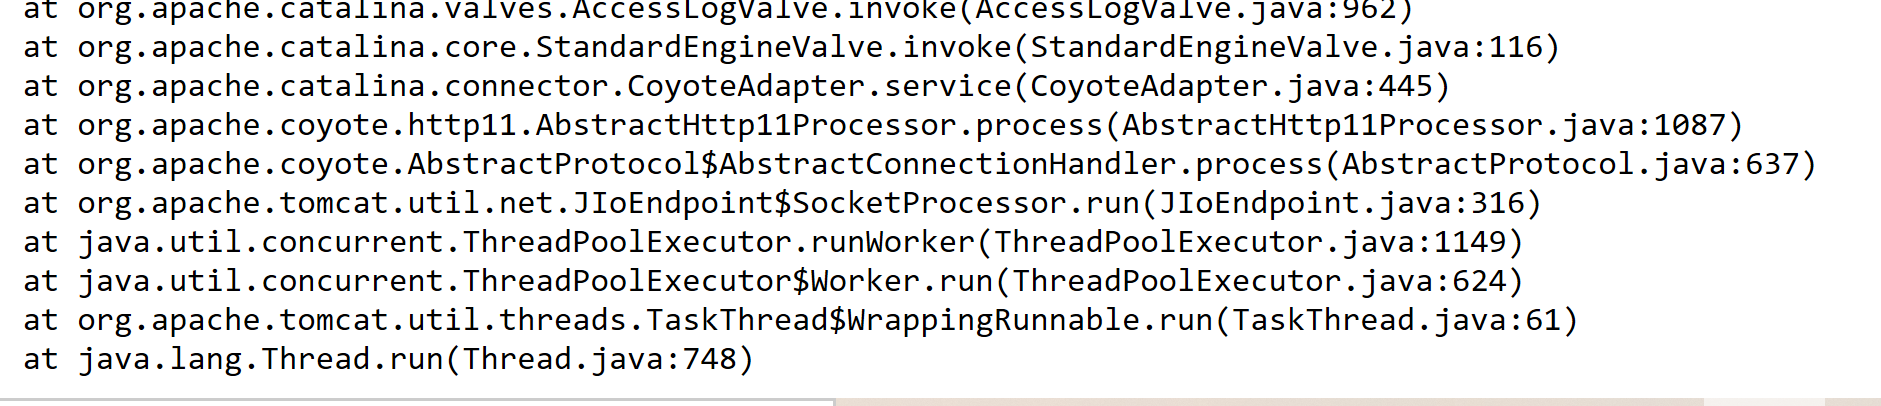 at org.apache.catalina.valves.AccessLogValve.invoke(AccessLogValve.java:962)
at org.apache.catalina.core.StandardEngineValve.invoke(StandardEngineValve.java:116)
at org.apache.catalina.connector.CoyoteAdapter.service(CoyoteAdapter.java:445)
at org.apache.coyote.http11.AbstractHttp11Processor.process(AbstractHttp11Processor.java:1087)
at org.apache.coyote.AbstractProtocol$AbstractConnectionHandler.process(AbstractProtocol.java:637)
at org.apache.tomcat.util.net.JIoEndpoint$SocketProcessor.run(JIoEndpoint.java:316)
at java.util.concurrent.ThreadPoolExecutor.runWorker(ThreadPoolExecutor.java:1149)
at java.util.concurrent.ThreadPoolExecutor$Worker.run(ThreadPoolExecutor.java:624)
at org.apache.tomcat.util.threads.TaskThread$WrappingRunnable.run(TaskThread.java:61)
at java.lang.Thread.run(Thread.java:748)